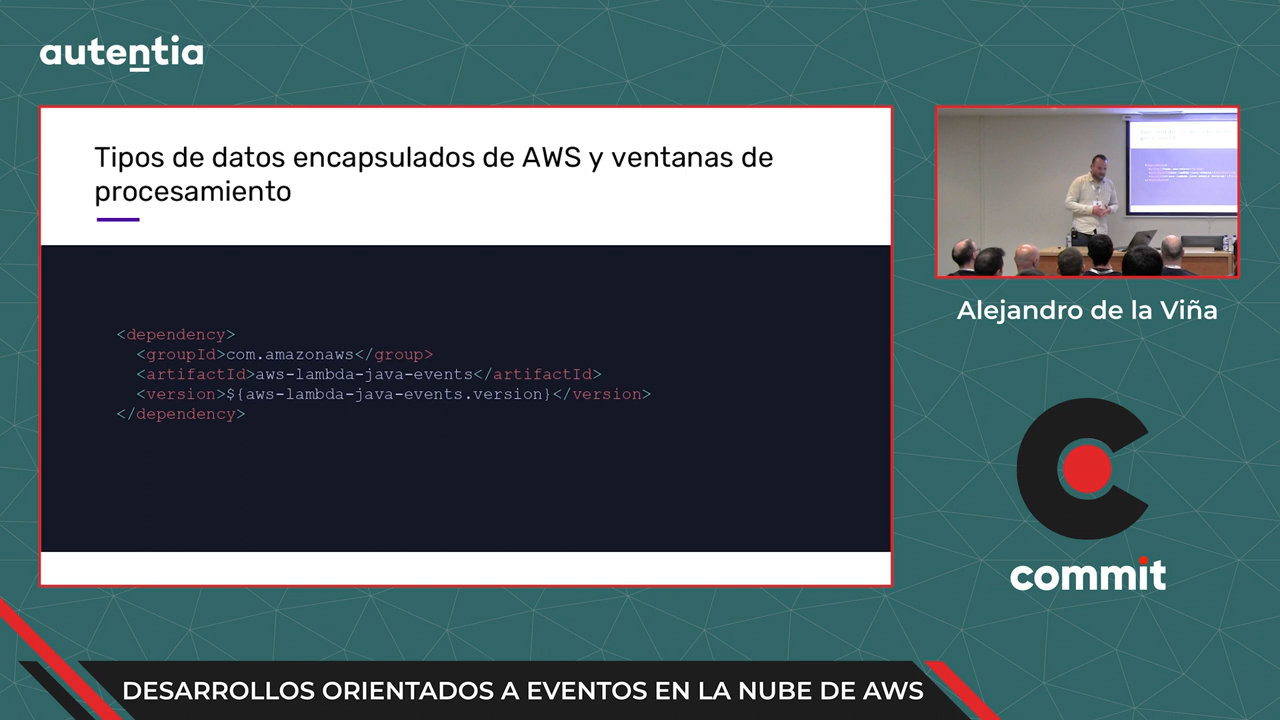 autentia
Tipos de datos encapsulados de AWS y ventanas de
procesamiento
<dependency>
  <groupId>com.amazonaws</group>
  <artifactId>aws-lambda-java-events</artifactId>
  <version>${aws-lambda-java-events.version}</version>
</dependency>
Alejandro de la Viña
commit
DESARROLLOS ORIENTADOS A EVENTOS EN LA NUBE DE AWS